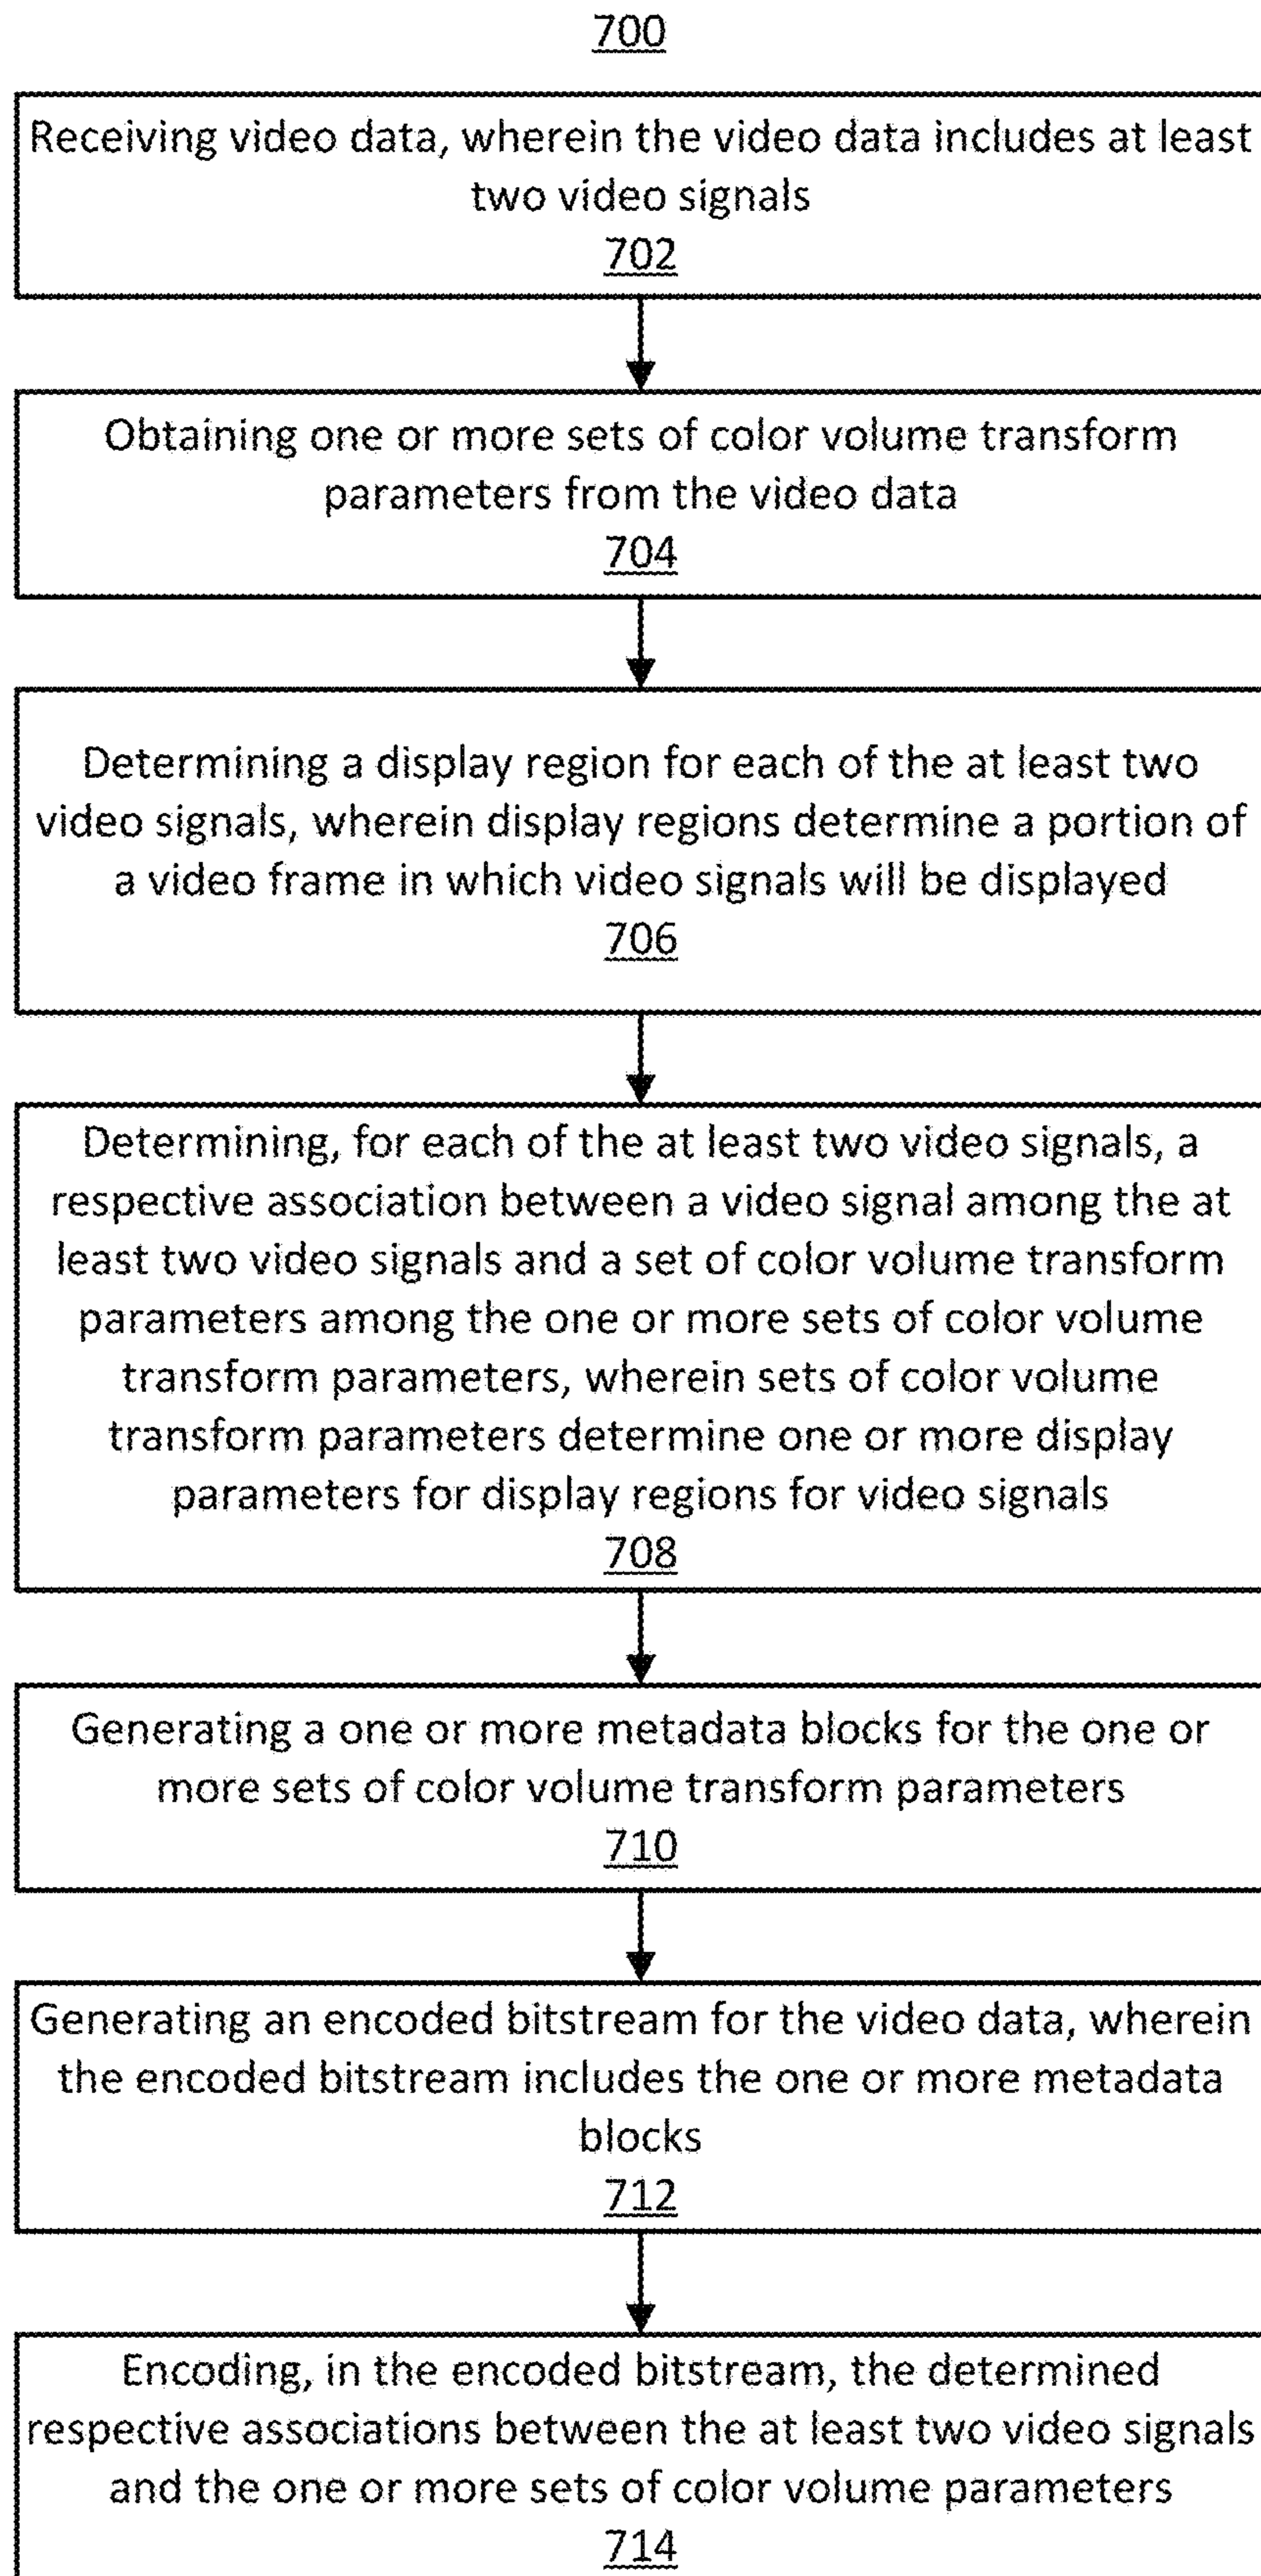 700
Receiving video data, wherein the video data includes at least
two video signals
702
Obtaining one or more sets of color volume transform
parameters from the video data
704
Determining a display region for each of the at least two
video signals, wherein display regions determine a portion of
a video frame in which video signals will be displayed
706
Determining, for each of the at least two video signals, a
respective association between a video signal among the at
least two video signals and a set of color volume transform
parameters among the one or more sets of color volume
transform parameters, wherein sets of color volume
transform parameters determine one or more display
parameters for display regions for video signals
708
Generating a one or more metadata blocks for the one or
more sets of color volume transform parameters
710
Generating an encoded bitstream for the video data, wherein
the encoded bitstream includes the one or more metadata
blocks
712
Encoding, in the encoded bitstream, the determined
respective associations between the at least two video signals
and the one or more sets of color volume parameters
714